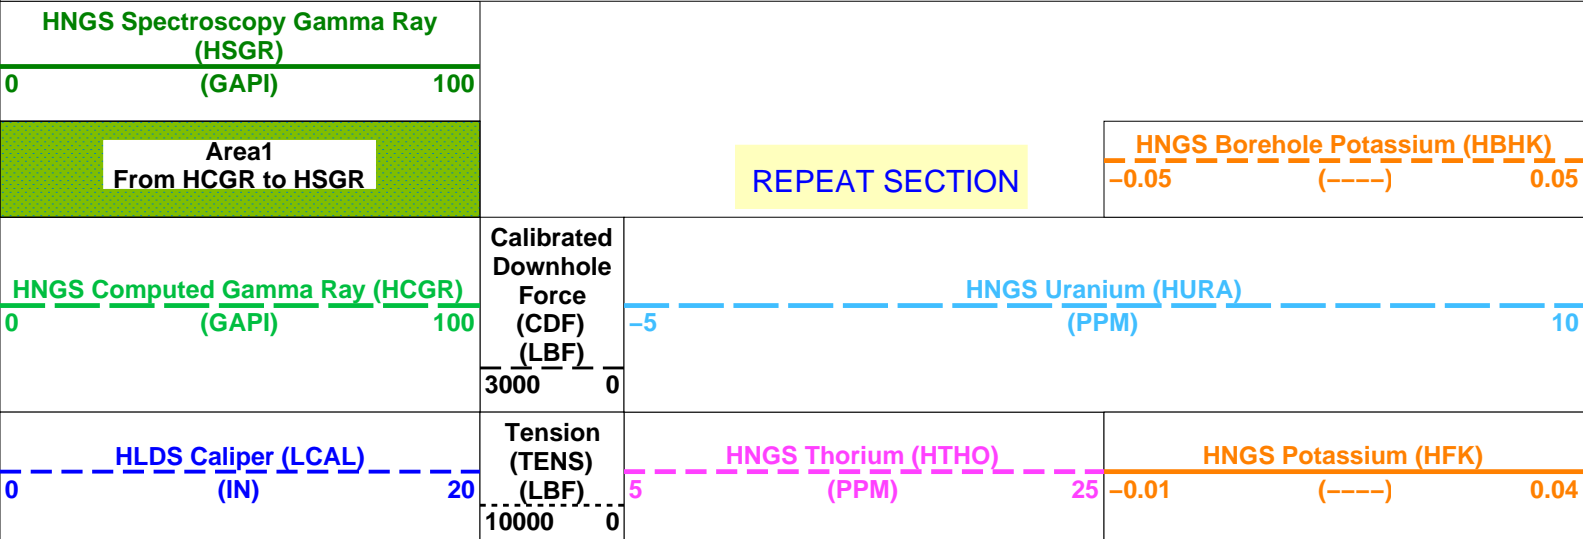 HNGS Spectroscopy Gamma Ray
(HSGR)
0 (GAPI) 100
Area1
From HCGR to HSGR
REPEAT SECTION
HNGS Borehole Potassium (HBHK)
−0.05 (−−−−) 0.05
HNGS Computed Gamma Ray (HCGR)
0 (GAPI) 100
Calibrated
Downhole
Force
(CDF)
(LBF)
3000 0
HNGS Uranium (HURA)
−5 (PPM) 10
HLDS Caliper (LCAL)
0 (IN) 20
Tension
(TENS)
(LBF)
10000 0
HNGS Thorium (HTHO)
5 (PPM) 25
HNGS Potassium (HFK)
−0.01 (−−−−) 0.04